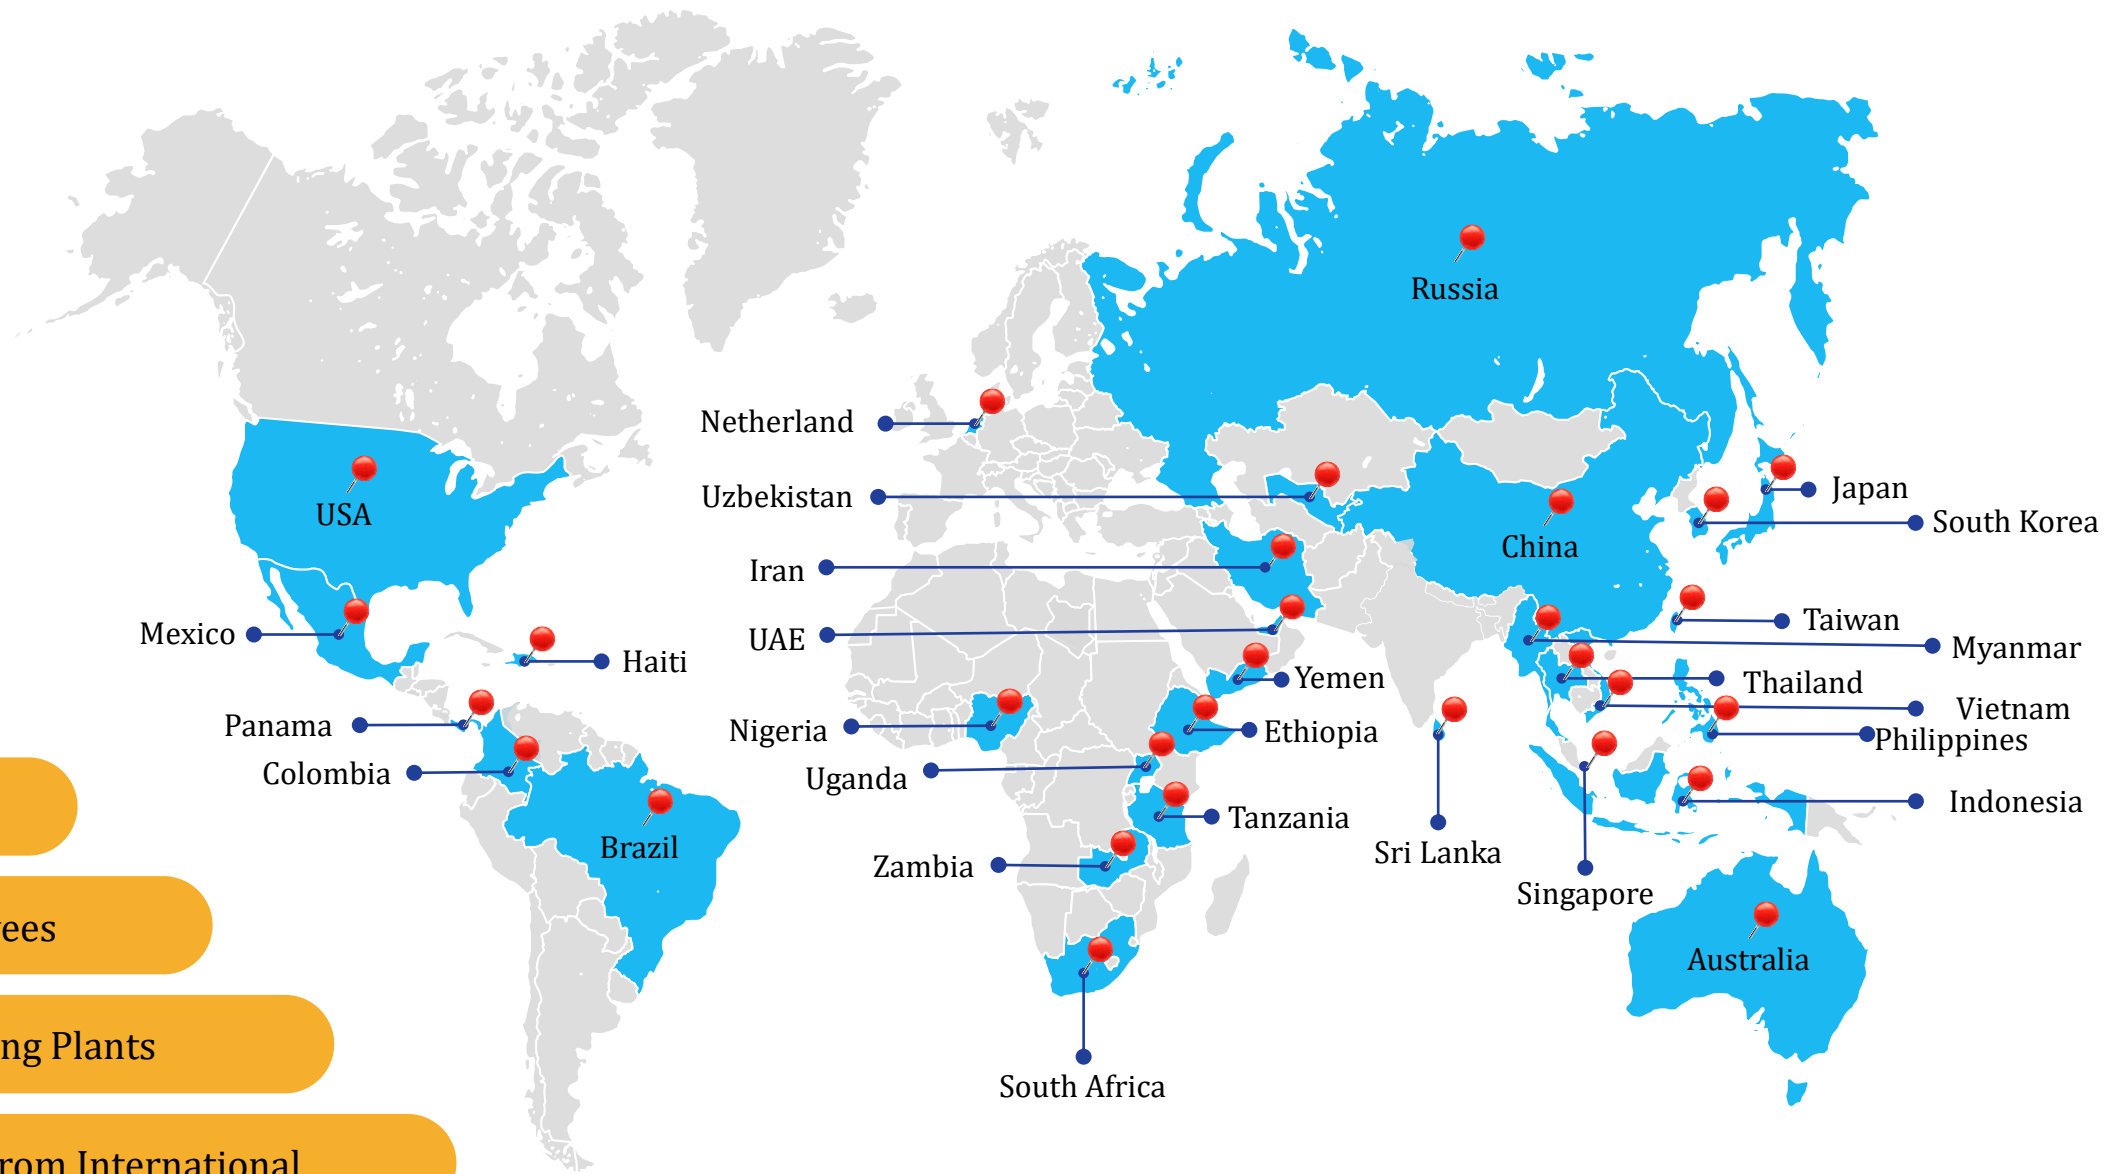 Russia
Netherland
Uzbekistan
Japan
USA
South Korea
China
Iran
Taiwan
Mexico
UAE
Myanmar
Haiti
Yemen
Thailand
Vietnam
Panama
Nigeria
Ethiopia
Philippines
Colombia
Uganda
Indonesia
Tanzania
Brazil
Sri Lanka
Zambia
Singapore
Australia
South Africa
ees
ng Plants
rom International